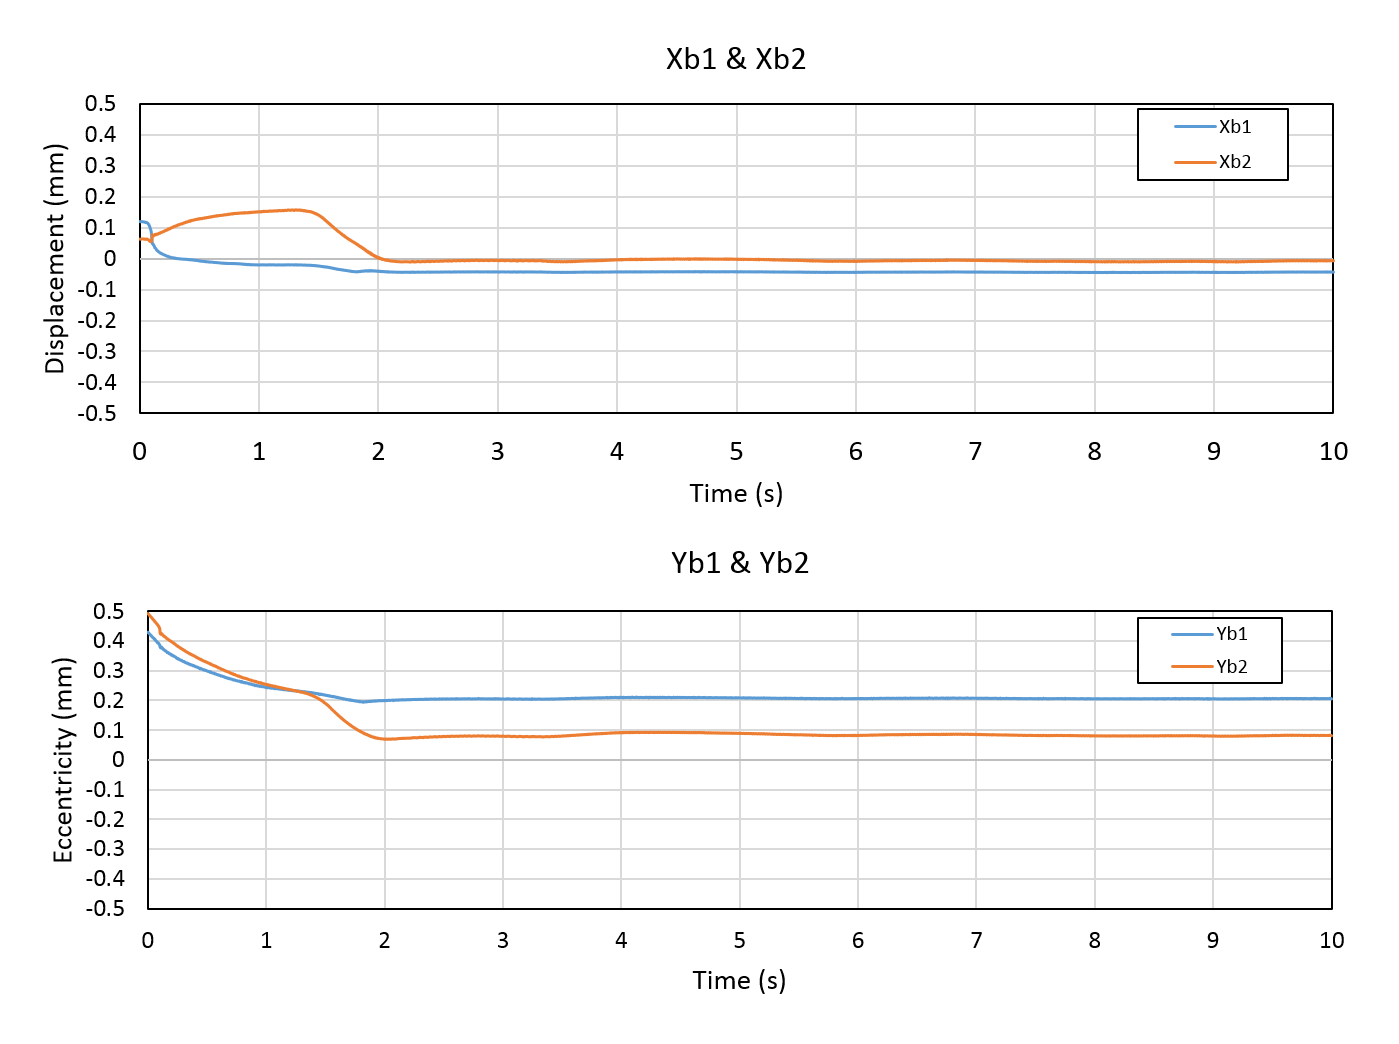 Xb1 & Xb2
0.5
0.4
0.3
0.2
0.1
0
-0.1
-0.2
-0.3
-0.4
-0.5
Displacement (mm)
Xb1
Xb2
0 1 2 3 4 5 6 7 8 9 10
Time (s)
Yb1 & Yb2
0.5
0.4
0.3
0.2
0.1
0
-0.1
-0.2
-0.3
-0.4
-0.5
Eccentricity (mm)
Yb1
Yb2
0 1 2 3 4 5 6 7 8 9 10
Time (s)